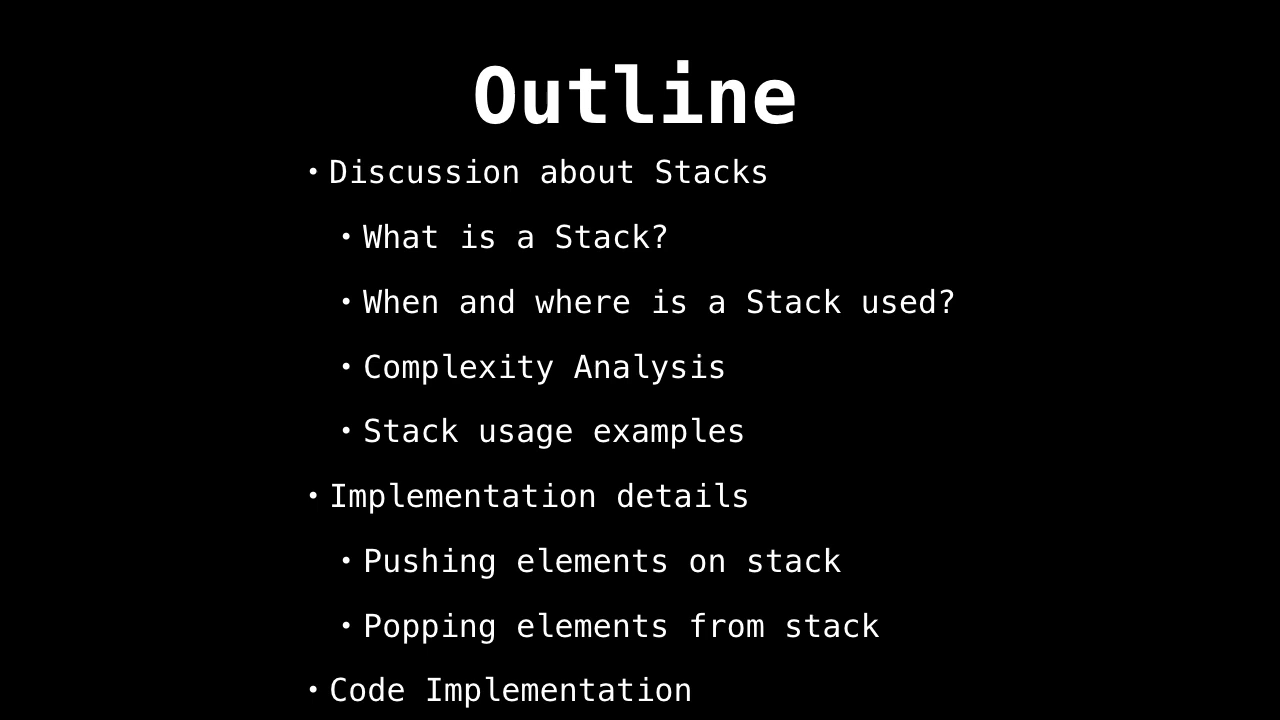 Outline
• Discussion about Stacks
• What is a Stack?
• When and where is a Stack used?
• Complexity Analysis
• Stack usage examples
• Implementation details
• Pushing elements on stack
• Popping elements from stack
• Code Implementation